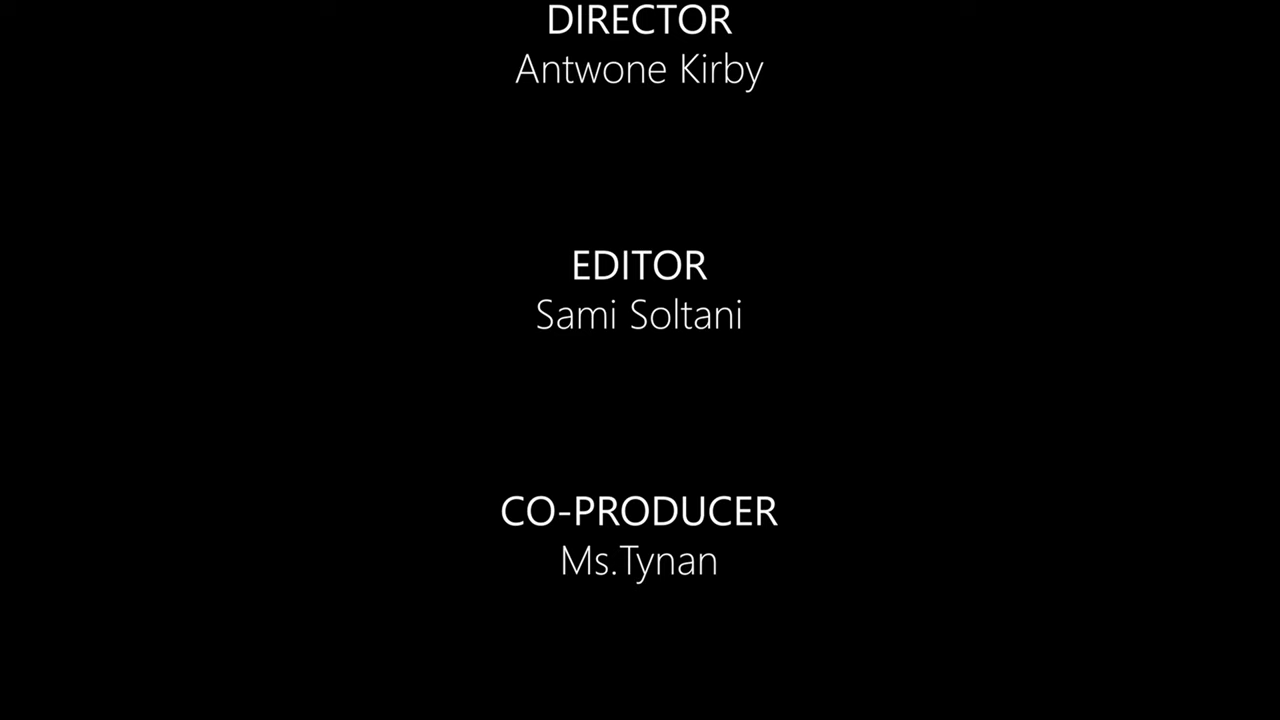 DIRECTOR
Antwone Kirby
EDITOR
Sami Soltani
CO-PRODUCER
Ms.Tynan